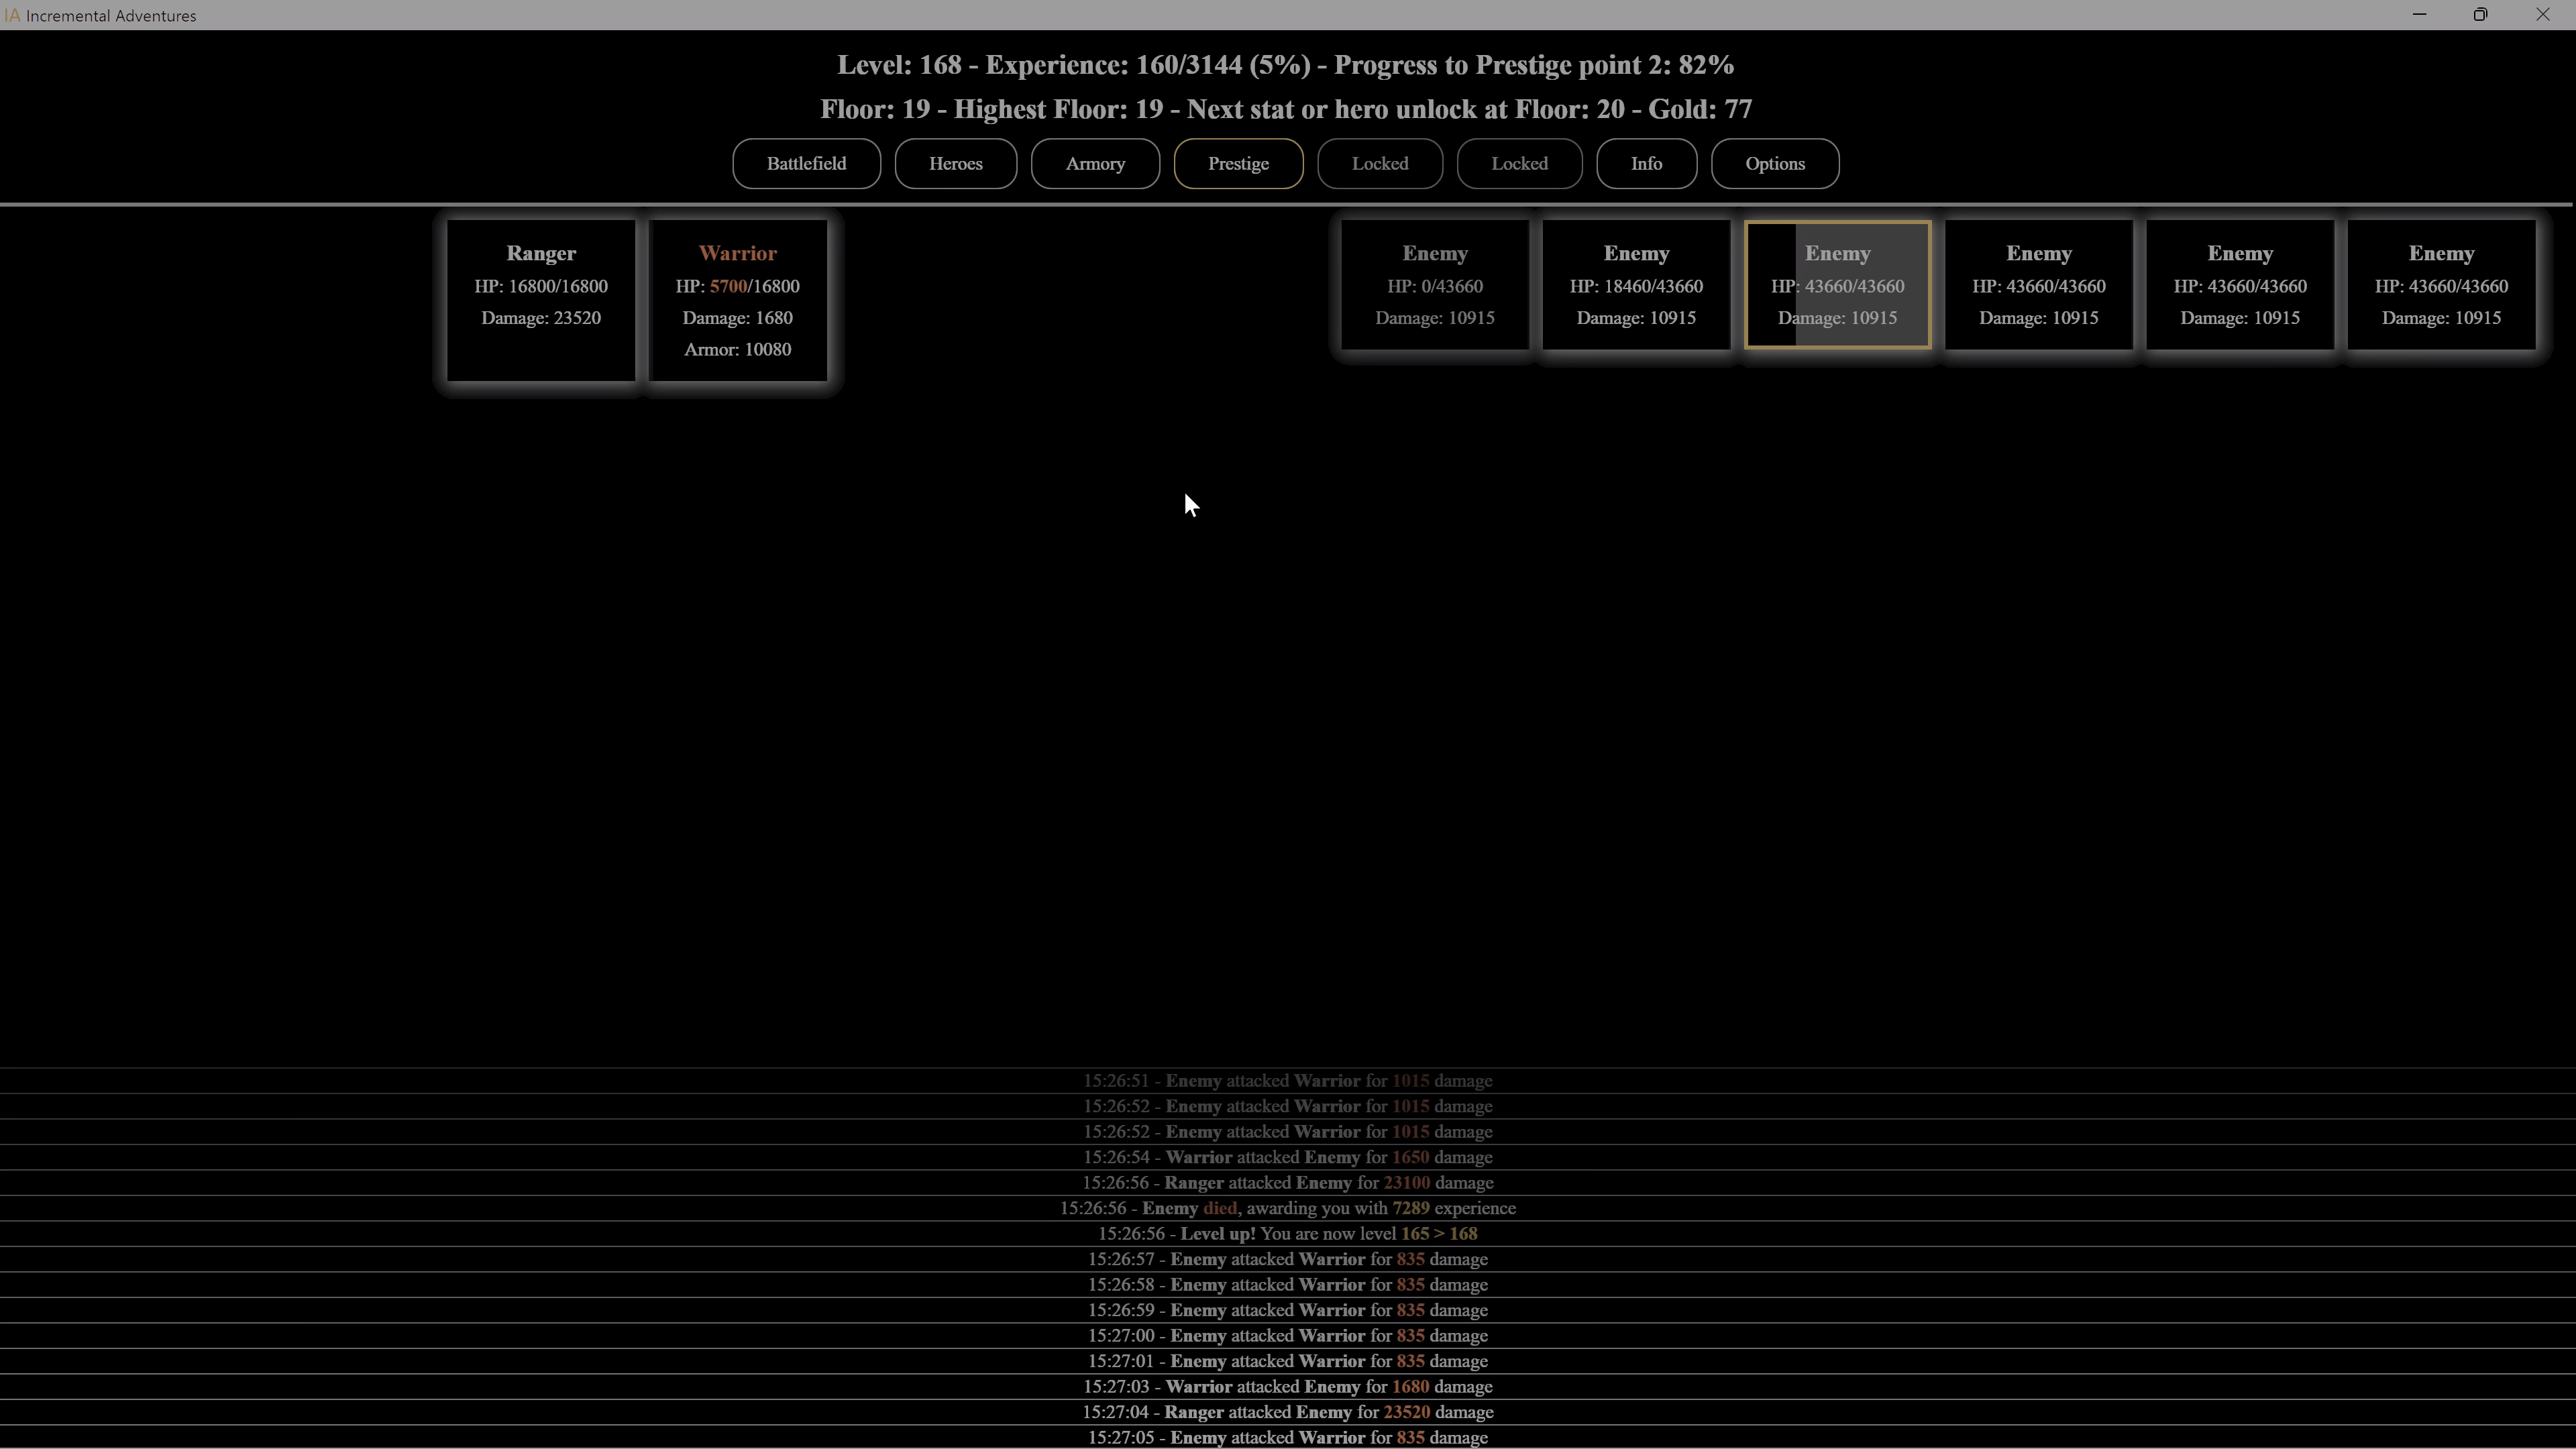 IA Incremental Adventures
Level: 168 - Experience: 160/3144 (5%) - Progress to Prestige point 2: 82%
Floor: 19 - Highest Floor: 19 - Next stat or hero unlock at Floor: 20 - Gold: 77
Battlefield Heroes Armory Prestige Locked Locked Info Options
Ranger
HP: 16800/16800
Damage: 23520
Warrior
HP: 5700/16800
Damage: 1680
Armor: 10080
Enemy
HP: 0/43660
Damage: 10915
Enemy
HP: 18460/43660
Damage: 10915
Enemy
HP: 43660/43660
Damage: 10915
Enemy
HP: 43660/43660
Damage: 10915
Enemy
HP: 43660/43660
Damage: 10915
Enemy
HP: 43660/43660
Damage: 10915
15:26:51 - Enemy attacked Warrior for 1015 damage
15:26:52 - Enemy attacked Warrior for 1015 damage
15:26:52 - Enemy attacked Warrior for 1015 damage
15:26:54 - Warrior attacked Enemy for 1650 damage
15:26:56 - Ranger attacked Enemy for 23100 damage
15:26:56 - Enemy died, awarding you with 7289 experience
15:26:56 - Level up! You are now level 165 > 168
15:26:57 - Enemy attacked Warrior for 835 damage
15:26:58 - Enemy attacked Warrior for 835 damage
15:26:59 - Enemy attacked Warrior for 835 damage
15:27:00 - Enemy attacked Warrior for 835 damage
15:27:01 - Enemy attacked Warrior for 835 damage
15:27:03 - Warrior attacked Enemy for 1680 damage
15:27:04 - Ranger attacked Enemy for 23520 damage
15:27:05 - Enemy attacked Warrior for 835 damage